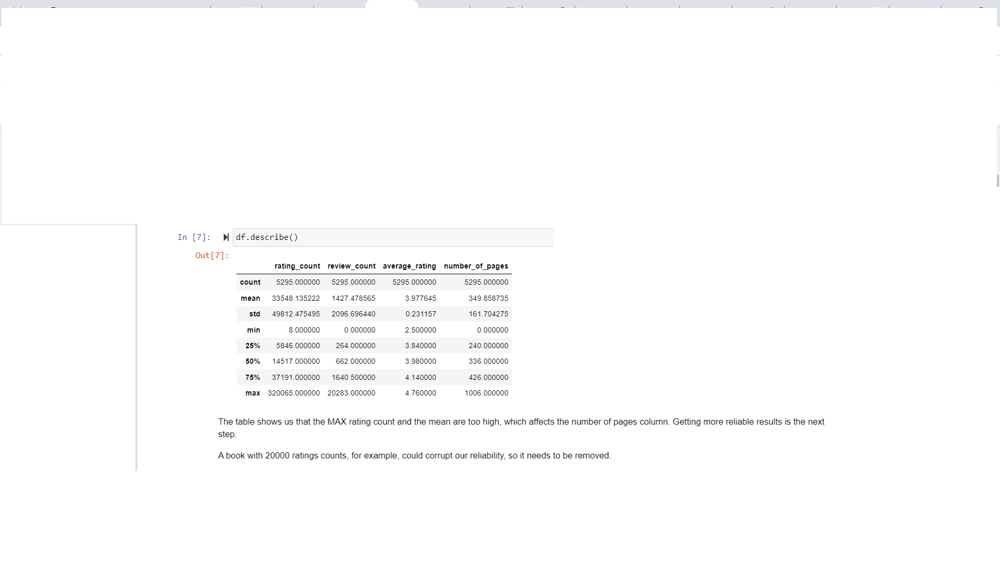 In [7]: df.describe()
Out[7]:
rating_count review_count average_rating number_of_pages
count 5295.000000 5295.000000 5295.000000 5295.000000
mean 33548.135222 1427.478565 3.977645 349.858735
std 49812.475495 2096.696440 0.231157 161.704275
min 8.000000 0.000000 2.500000 0.000000
25% 5846.000000 264.000000 3.840000 240.000000
50% 14517.000000 662.000000 3.980000 336.000000
75% 37191.000000 1640.500000 4.140000 426.000000
max 320065.000000 20283.000000 4.760000 1006.000000
The table shows us that the MAX rating count and the mean are too high, which affects the number of pages column. Getting more reliable results is the next
step.
A book with 20000 ratings counts, for example, could corrupt our reliability, so it needs to be removed.